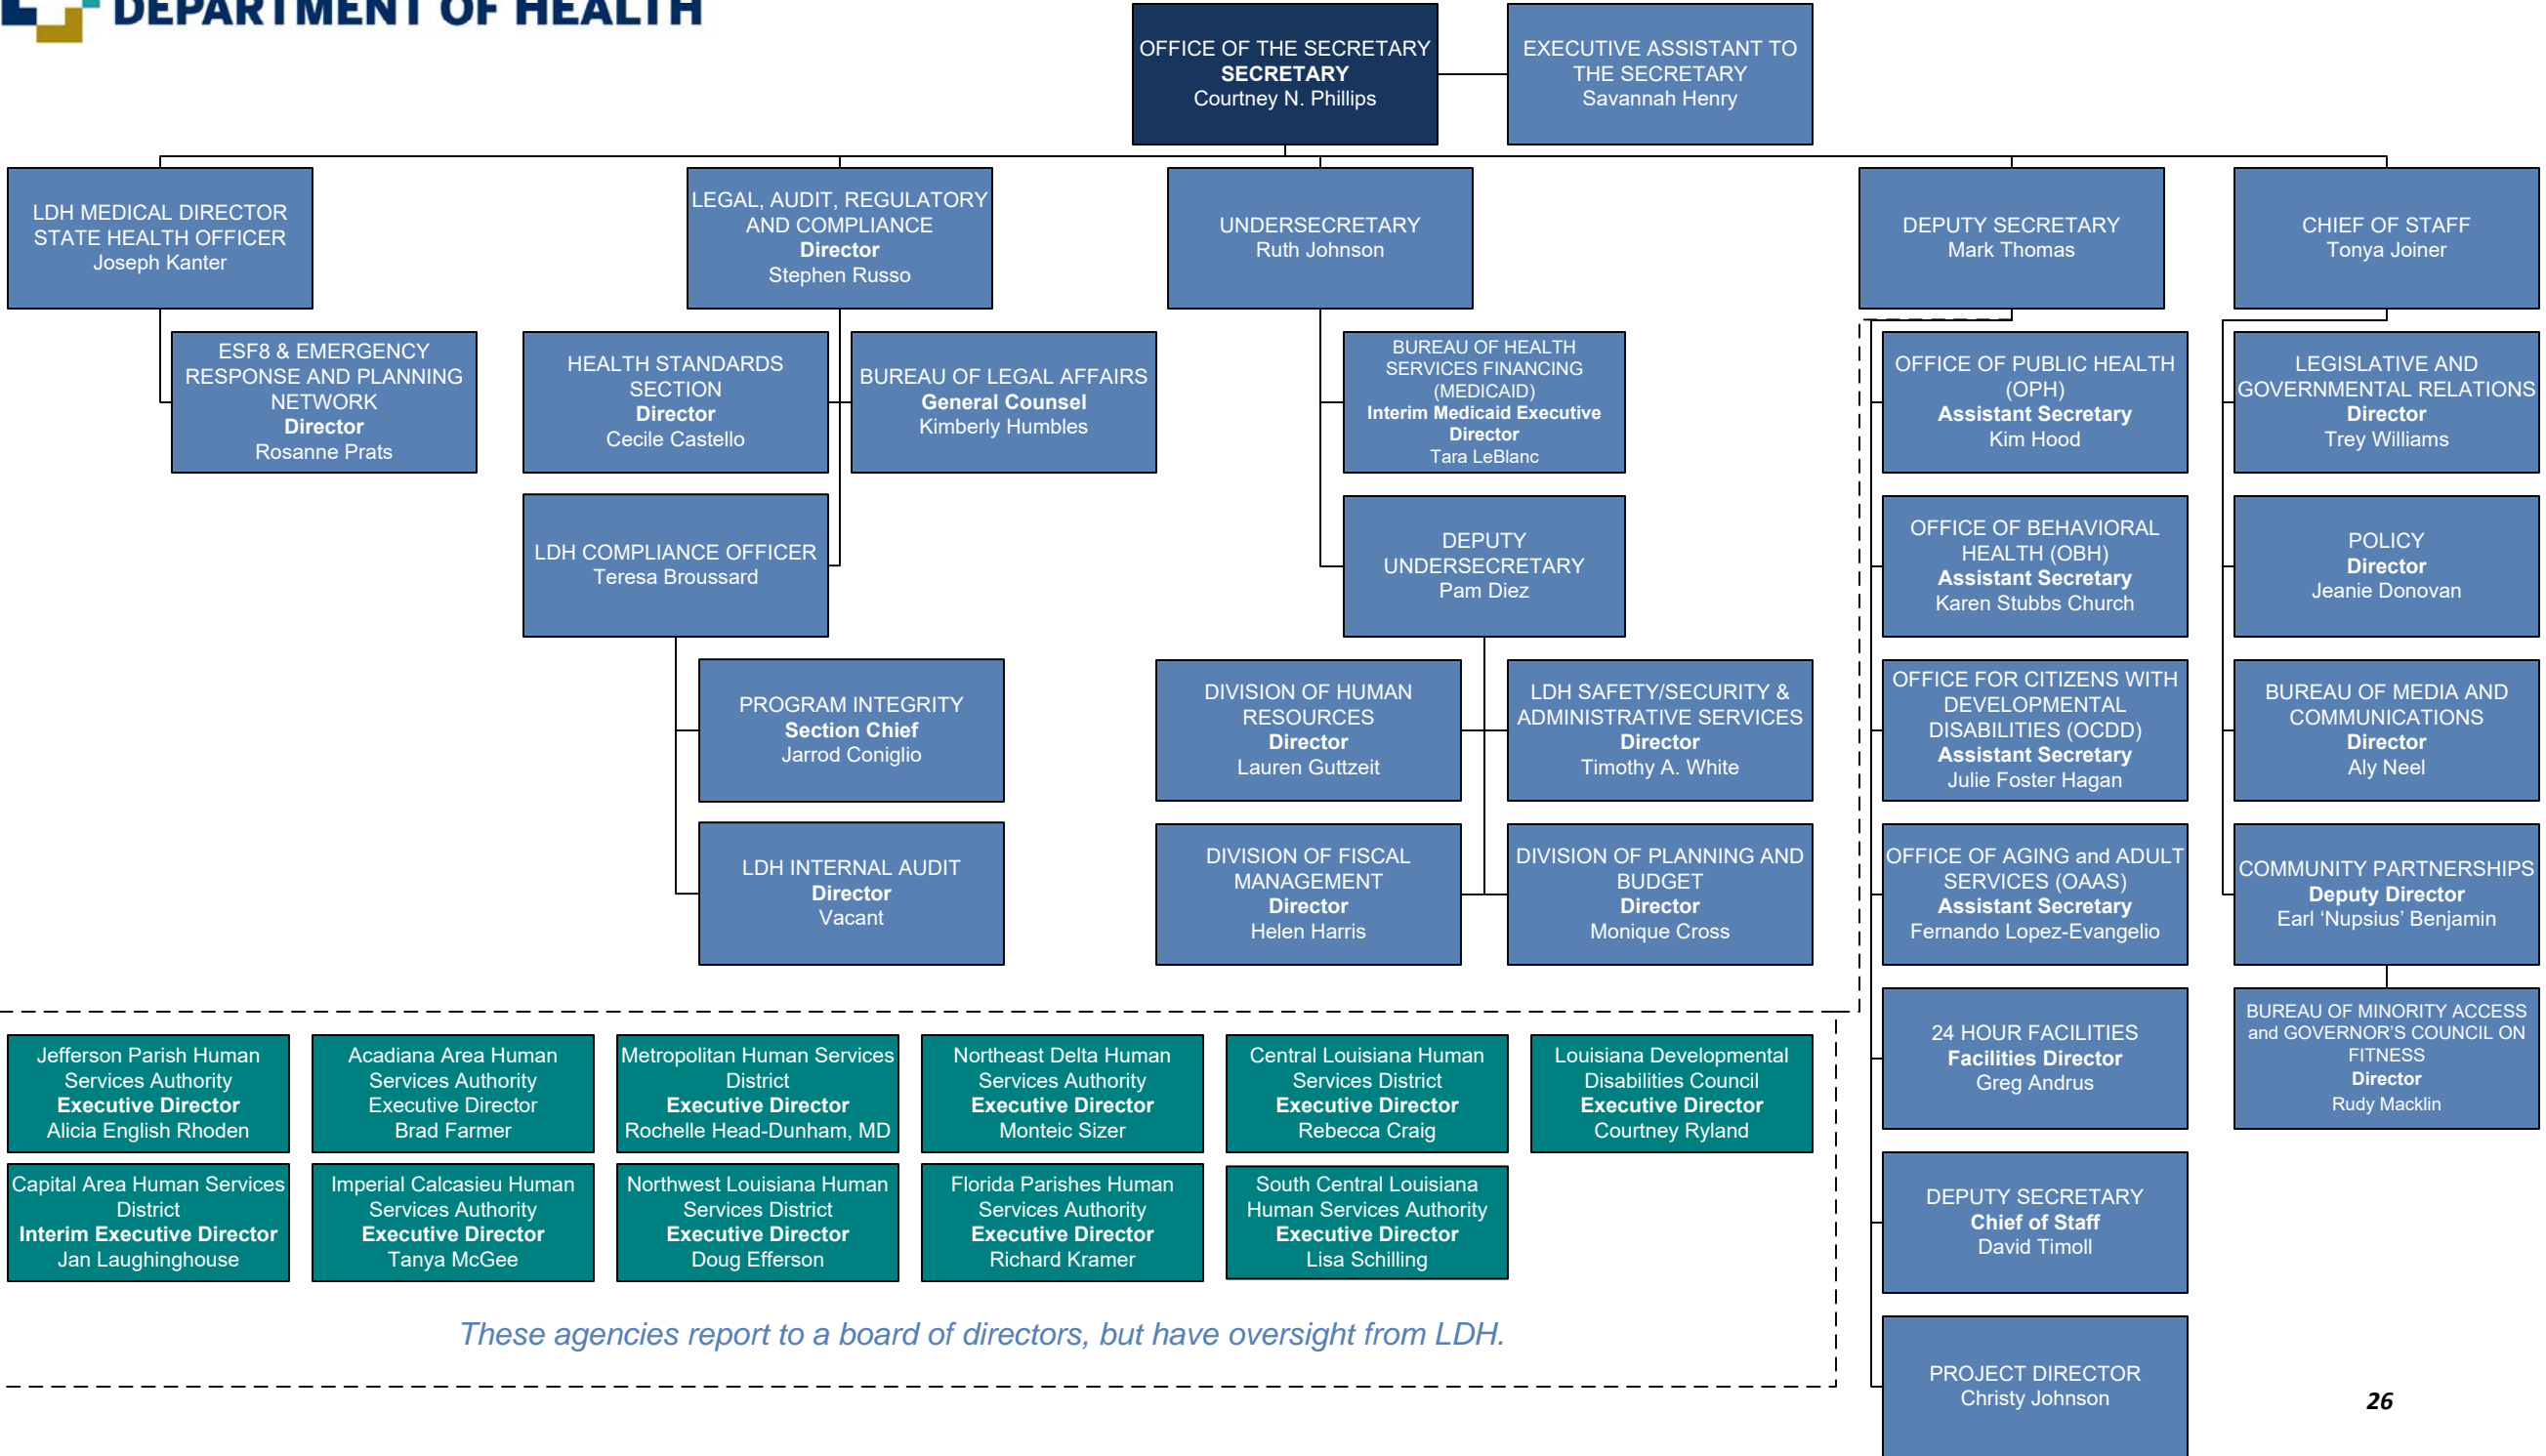 DEPARTMENT OF HEALTH
OFFICE OF THE SECRETARY
SECRETARY
Courtney N. Phillips
EXECUTIVE ASSISTANT TO
THE SECRETARY
Savannah Henry
LDH MEDICAL DIRECTOR
STATE HEALTH OFFICER
Joseph Kanter
LEGAL, AUDIT, REGULATORY
AND COMPLIANCE
Director
Stephen Russo
UNDERSECRETARY
Ruth Johnson
DEPUTY SECRETARY
Mark Thomas
CHIEF OF STAFF
Tonya Joiner
ESF8 & EMERGENCY
RESPONSE AND PLANNING
NETWORK
Director
Rosanne Prats
HEALTH STANDARDS
SECTION
Director
Cecile Castello
BUREAU OF LEGAL AFFAIRS
General Counsel
Kimberly Humbles
BUREAU OF HEALTH
SERVICES FINANCING
(MEDICAID)
Interim Medicaid Executive
Director
Tara LeBlanc
OFFICE OF PUBLIC HEALTH
(OPH)
Assistant Secretary
Kim Hood
LEGISLATIVE AND
GOVERNMENTAL RELATIONS
Director
Trey Williams
LDH COMPLIANCE OFFICER
Teresa Broussard
DEPUTY
UNDERSECRETARY
Pam Diez
OFFICE OF BEHAVIORAL
HEALTH (OBH)
Assistant Secretary
Karen Stubbs Church
POLICY
Director
Jeanie Donovan
PROGRAM INTEGRITY
Section Chief
Jarrod Coniglio
DIVISION OF HUMAN
RESOURCES
Director
Lauren Guttzeit
LDH SAFETY/SECURITY &
ADMINISTRATIVE SERVICES
Director
Timothy A. White
OFFICE FOR CITIZENS WITH
DEVELOPMENTAL
DISABILITIES (OCDD)
Assistant Secretary
Julie Foster Hagan
BUREAU OF MEDIA AND
COMMUNICATIONS
Director
Aly Neel
LDH INTERNAL AUDIT
Director
Vacant
DIVISION OF FISCAL
MANAGEMENT
Director
Helen Harris
DIVISION OF PLANNING AND
BUDGET
Director
Monique Cross
OFFICE OF AGING and ADULT
SERVICES (OAAS)
Assistant Secretary
Fernando Lopez-Evangelio
COMMUNITY PARTNERSHIPS
Deputy Director
Earl ‘Nupsius’ Benjamin
24 HOUR FACILITIES
Facilities Director
Greg Andrus
BUREAU OF MINORITY ACCESS
and GOVERNOR’S COUNCIL ON
FITNESS
Director
Rudy Macklin
Jefferson Parish Human
Services Authority
Executive Director
Alicia English Rhoden
Acadiana Area Human
Services Authority
Executive Director
Brad Farmer
Metropolitan Human Services
District
Executive Director
Rochelle Head-Dunham, MD
Northeast Delta Human
Services Authority
Executive Director
Monteic Sizer
Central Louisiana Human
Services District
Executive Director
Rebecca Craig
Louisiana Developmental
Disabilities Council
Executive Director
Courtney Ryland
Capital Area Human Services
District
Interim Executive Director
Jan Laughinghouse
Imperial Calcasieu Human
Services Authority
Executive Director
Tanya McGee
Northwest Louisiana Human
Services District
Executive Director
Doug Efferson
Florida Parishes Human
Services Authority
Executive Director
Richard Kramer
South Central Louisiana
Human Services Authority
Executive Director
Lisa Schilling
DEPUTY SECRETARY
Chief of Staff
David Timoll
These agencies report to a board of directors, but have oversight from LDH.
PROJECT DIRECTOR
Christy Johnson
26